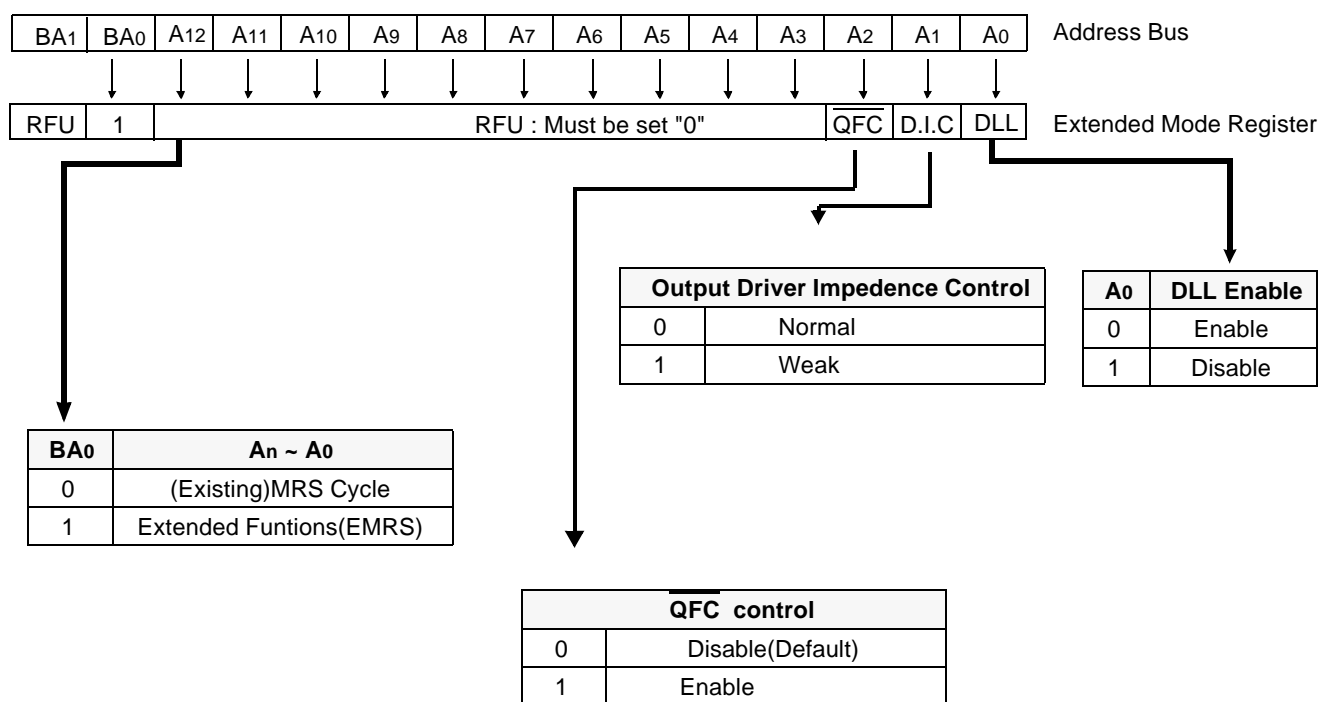 BA1 BA0 A12 A11 A10 A9 A8 A7 A6 A5 A4 A3 A2 A1 A0 Address Bus
RFU 1 RFU : Must be set "0" QFC D.I.C DLL Extended Mode Register
Output Driver Impedence Control
0 Normal
1 Weak
A0 DLL Enable
0 Enable
1 Disable
BA0 An ~ A0
0 (Existing)MRS Cycle
1 Extended Funtions(EMRS)
QFC control
0 Disable(Default)
1 Enable